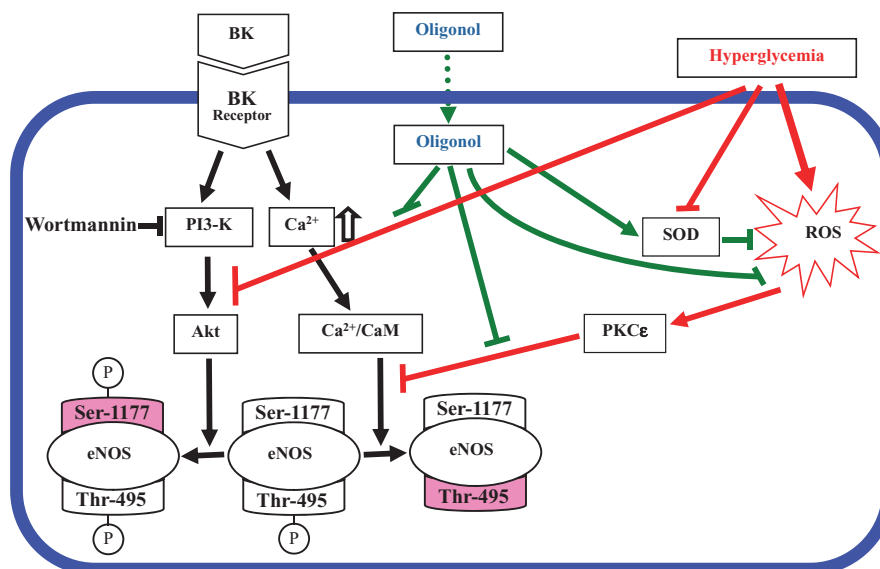 BK
Oligonol
Hyperglycemia
BK
Receptor
Oligonol
Wortmannin
PI3-K
Ca²⁺
SOD
ROS
Akt
Ca²⁺/CaM
PKCε
P
Ser-1177
Ser-1177
Ser-1177
eNOS
eNOS
eNOS
Thr-495
Thr-495
Thr-495
P
P